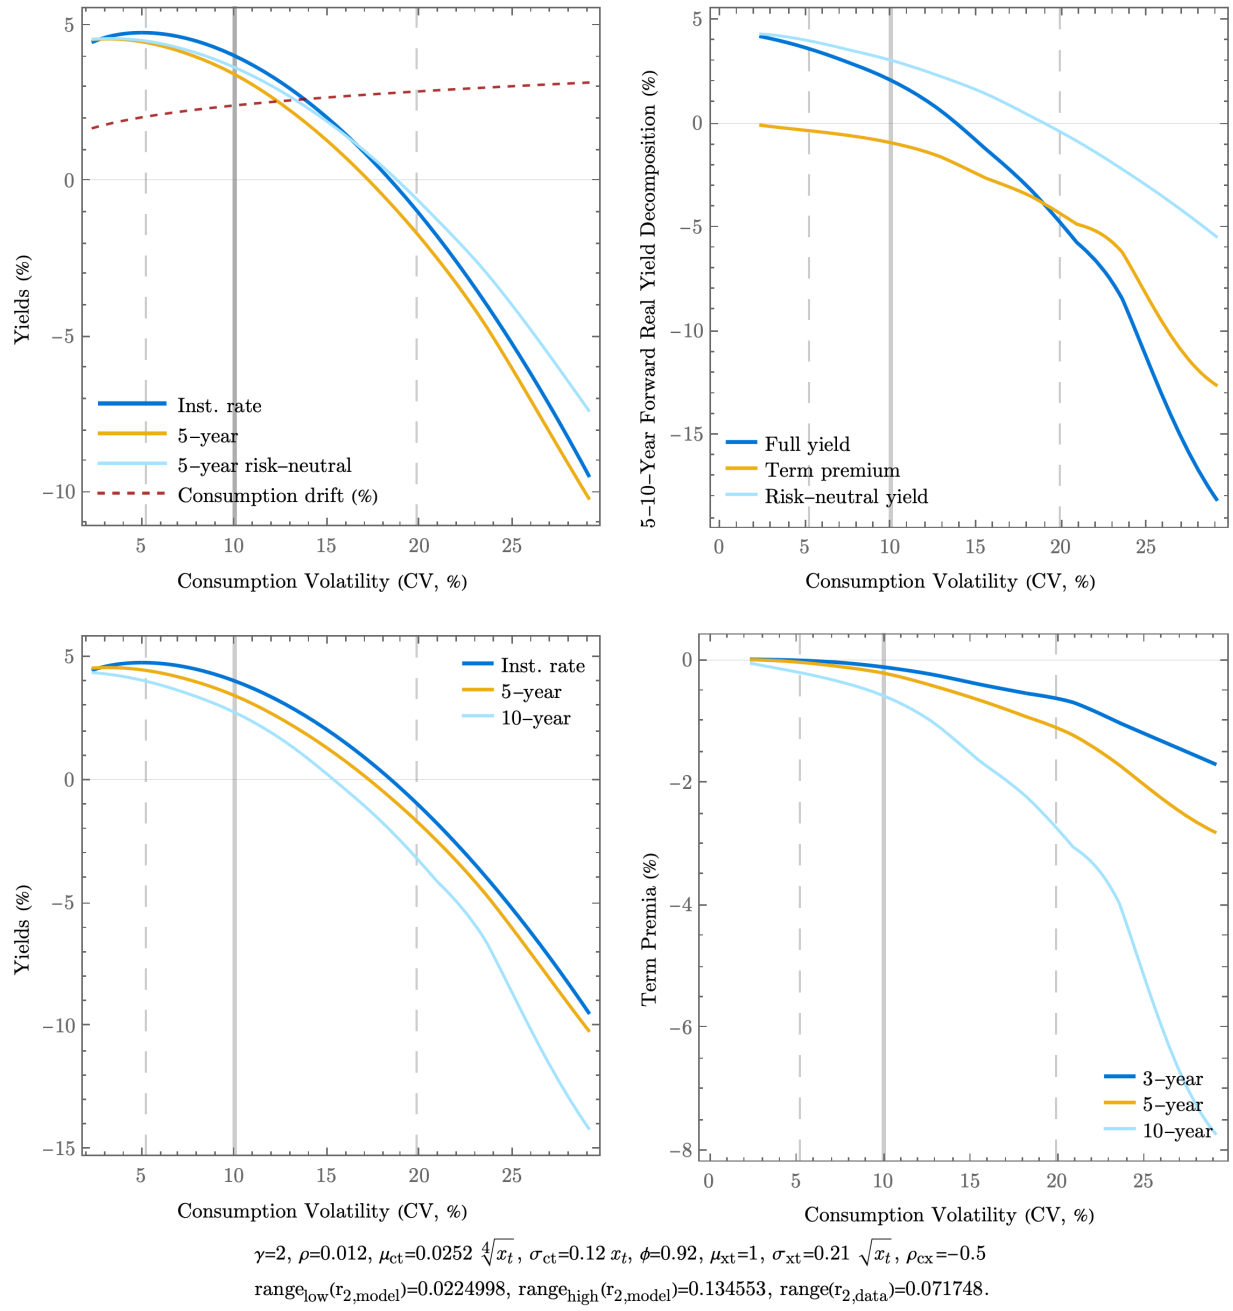 5
0
−5
−10
Yields (%)
Inst. rate
5−year
5−year risk−neutral
Consumption drift (%)
5 10 15 20 25
Consumption Volatility (CV, %)
5
0
−5
−10
−15
5−10−Year Forward Real Yield Decomposition (%)
Full yield
Term premium
Risk−neutral yield
0 5 10 15 20 25
Consumption Volatility (CV, %)
5
0
−5
−10
−15
Yields (%)
Inst. rate
5−year
10−year
5 10 15 20 25
Consumption Volatility (CV, %)
0
−2
−4
−6
−8
Term Premia (%)
3−year
5−year
10−year
0 5 10 15 20 25
Consumption Volatility (CV, %)
γ=2, ρ=0.012, μct=0.0252 ∜xt, σct=0.12 xt, ϕ=0.92, μxt=1, σxt=0.21 √xt, ρcx=−0.5
rangelow(r2,model)=0.0224998, rangehigh(r2,model)=0.134553, range(r2,data)=0.071748.